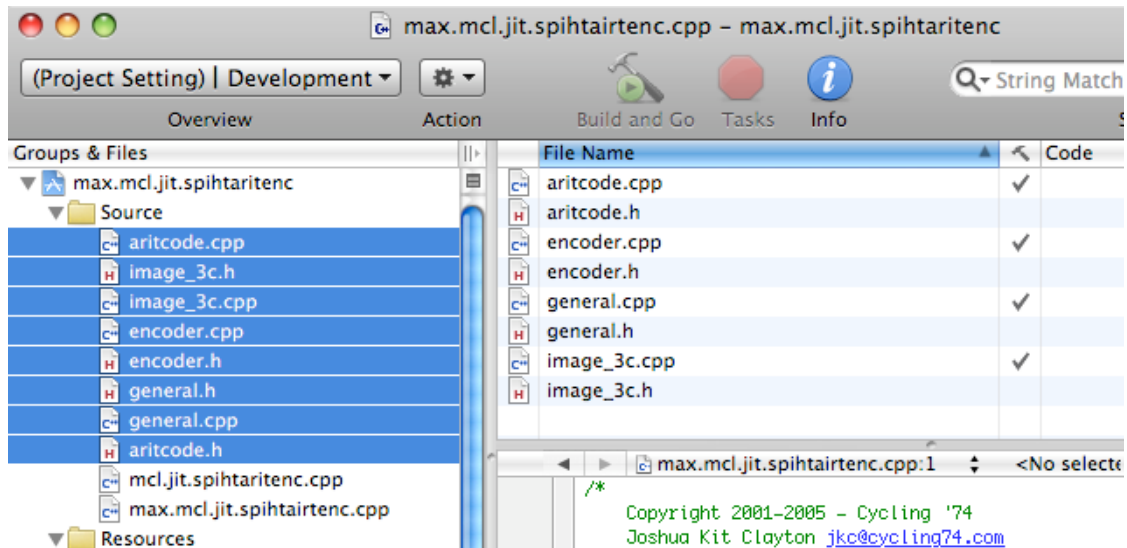 max.mcl.jit.spihtairtenc.cpp – max.mcl.jit.spihtaritenc
(Project Setting) | Development
String Match
Overview
Action
Build and Go
Tasks
Info
S
Groups & Files
File Name
Code
max.mcl.jit.spihtaritenc
Source
aritcode.cpp
image_3c.h
image_3c.cpp
encoder.cpp
encoder.h
general.h
general.cpp
aritcode.h
mcl.jit.spihtaritenc.cpp
max.mcl.jit.spihtairtenc.cpp
Resources
aritcode.cpp
aritcode.h
encoder.cpp
encoder.h
general.cpp
general.h
image_3c.cpp
image_3c.h
max.mcl.jit.spihtairtenc.cpp:1
<No selecte
/*
Copyright 2001-2005 - Cycling '74
Joshua Kit Clayton jkc@cycling74.com